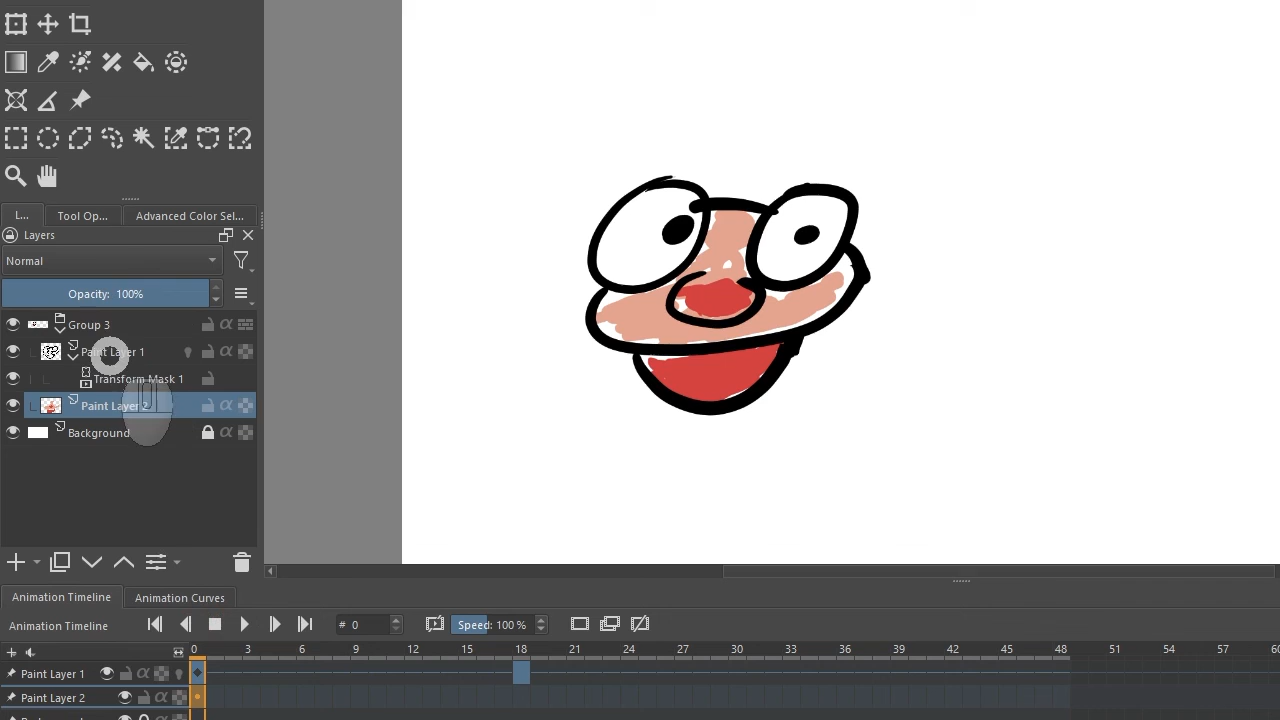 L... Tool Op... Advanced Color Sel...
Layers
Normal
Opacity: 100%
Group 3
Paint Layer 1
Transform Mask 1
Paint Layer 2
Background
Animation Timeline Animation Curves
Animation Timeline # 0 Speed: 100 %
0 3 6 9 12 15 18 21 24 27 30 33 36 39 42 45 48 51 54 57 60
Paint Layer 1
Paint Layer 2